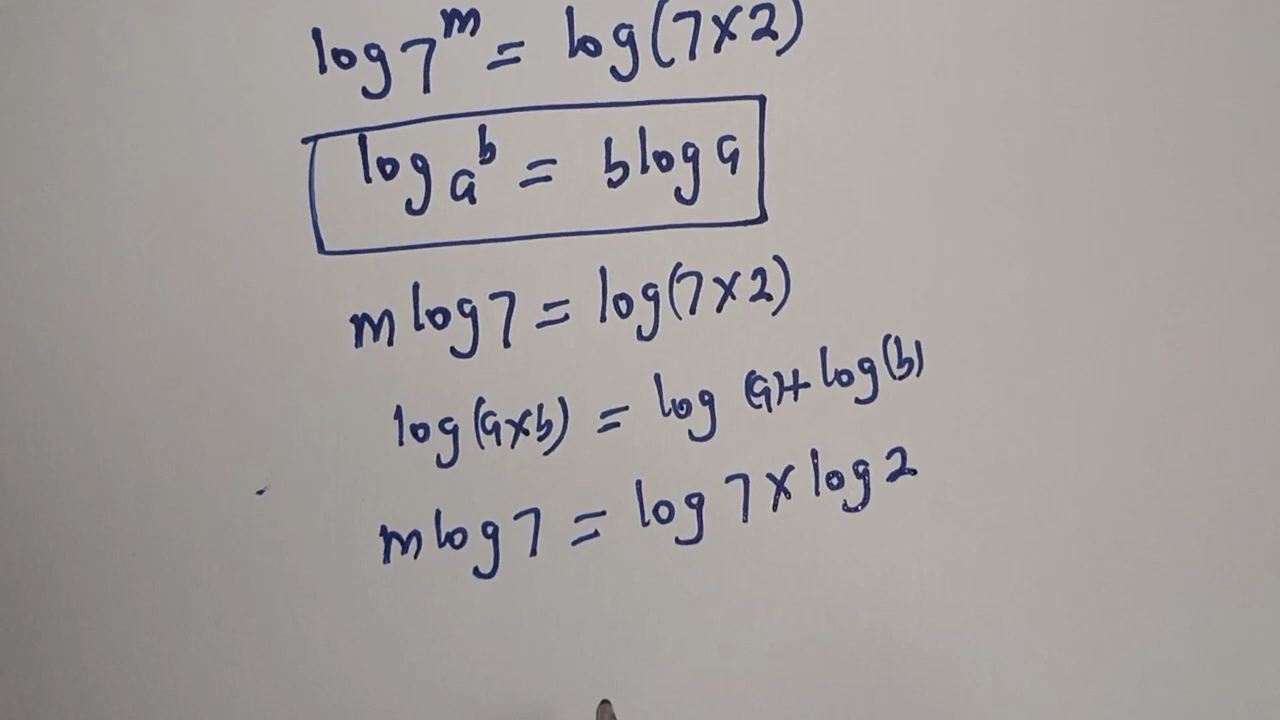 log 7^m = log(7×2)
log a^b = b log a
m log 7 = log(7×2)
log(a×b) = log (a)+ log(b)
m log 7 = log 7 × log 2